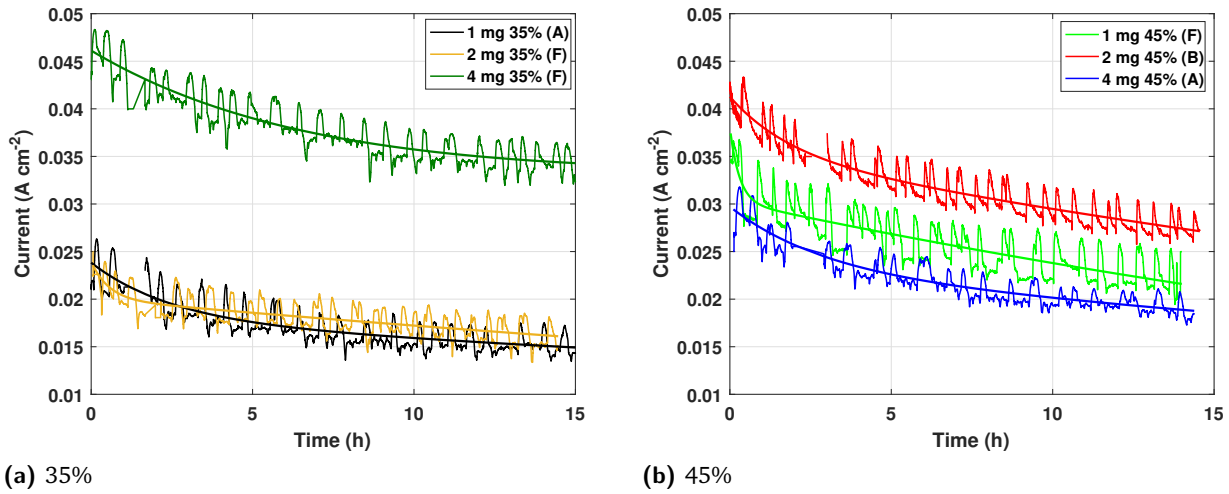 0.05
0.045
0.04
0.035
0.03
0.025
0.02
0.015
0.01
Current (A cm-2)
0
5
10
15
Time (h)
1 mg 35% (A)
2 mg 35% (F)
4 mg 35% (F)
(a) 35%
0.05
0.045
0.04
0.035
0.03
0.025
0.02
0.015
0.01
Current (A cm-2)
0
5
10
15
Time (h)
1 mg 45% (F)
2 mg 45% (B)
4 mg 45% (A)
(b) 45%